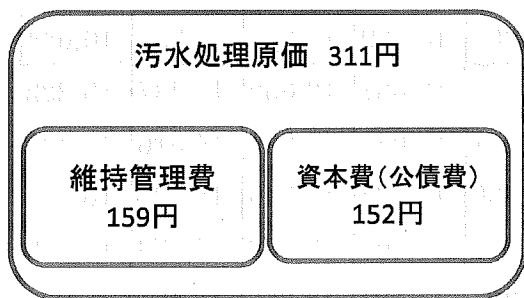 汚水処理原価 311円
維持管理費
159円
資本費(公債費)
152円